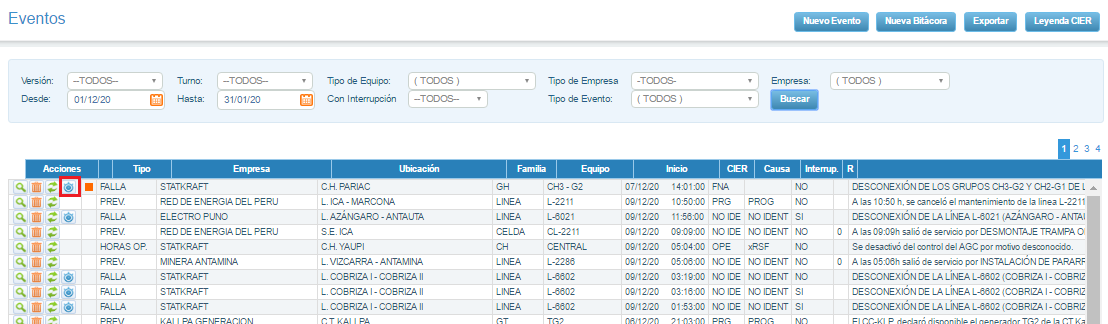 Eventos
Nuevo Evento Nueva Bitácora Exportar Leyenda CIER
Versión: --TODOS-- Turno: --TODOS-- Tipo de Equipo: ( TODOS ) Tipo de Empresa -TODOS- Empresa: ( TODOS )
Desde: 01/12/20 Hasta: 31/01/20 Con Interrupción --TODOS-- Tipo de Evento: ( TODOS ) Buscar
1 2 3 4
Acciones Tipo Empresa Ubicación Familia Equipo Inicio CIER Causa Interrup. R
FALLA STATKRAFT C.H. PARIAC GH CH3 - G2 07/12/20 14:01:00 FNA NO DESCONEXIÓN DE LOS GRUPOS CH3-G2 Y CH2-G1 DE L
PREV. RED DE ENERGIA DEL PERU L. ICA - MARCONA LINEA L-2211 09/12/20 10:50:00 PRG PROG NO A las 10:50 h, se canceló el mantenimiento de la linea L-2211
FALLA ELECTRO PUNO L. AZÁNGARO - ANTAUTA LINEA L-6021 09/12/20 11:56:00 NO IDE NO IDENT SI DESCONEXIÓN DE LA LÍNEA L-6021 (AZÁNGARO - ANTAU
PREV. RED DE ENERGIA DEL PERU S.E. ICA CELDA CL-2211 09/12/20 09:09:00 NO IDE NO IDENT NO 0 A las 09:09h salió de servicio por DESMONTAJE TRAMPA O
HORAS OP. STATKRAFT C.H. YAUPI CH CENTRAL 09/12/20 05:04:00 OPE xRSF NO Se desactivó del control del AGC por motivo desconocido.
PREV. MINERA ANTAMINA L. VIZCARRA - ANTAMINA LINEA L-2286 09/12/20 05:06:00 NO IDE NO IDENT NO 0 A las 05:06h salió de servicio por INSTALACIÓN DE PARARF
FALLA STATKRAFT L. COBRIZA I - COBRIZA II LINEA L-6602 09/12/20 03:19:00 NO IDE NO IDENT NO DESCONEXIÓN DE LA LÍNEA L-6602 (COBRIZA I - COBRIZ
FALLA STATKRAFT L. COBRIZA I - COBRIZA II LINEA L-6602 09/12/20 03:16:00 NO IDE NO IDENT SI DESCONEXIÓN DE LA LÍNEA L-6602 (COBRIZA I - COBRIZ
FALLA STATKRAFT L. COBRIZA I - COBRIZA II LINEA L-6602 09/12/20 01:53:00 NO IDE NO IDENT SI DESCONEXIÓN DE LA LÍNEA L-6602 (COBRIZA I - COBRIZ
PREV. KALLPA GENERACION C.T. KALLPA GT TG2 06/12/20 21:03:00 PRG PROG NO El CC-KLP declaró disponible el generador TG2 de la CT Ka